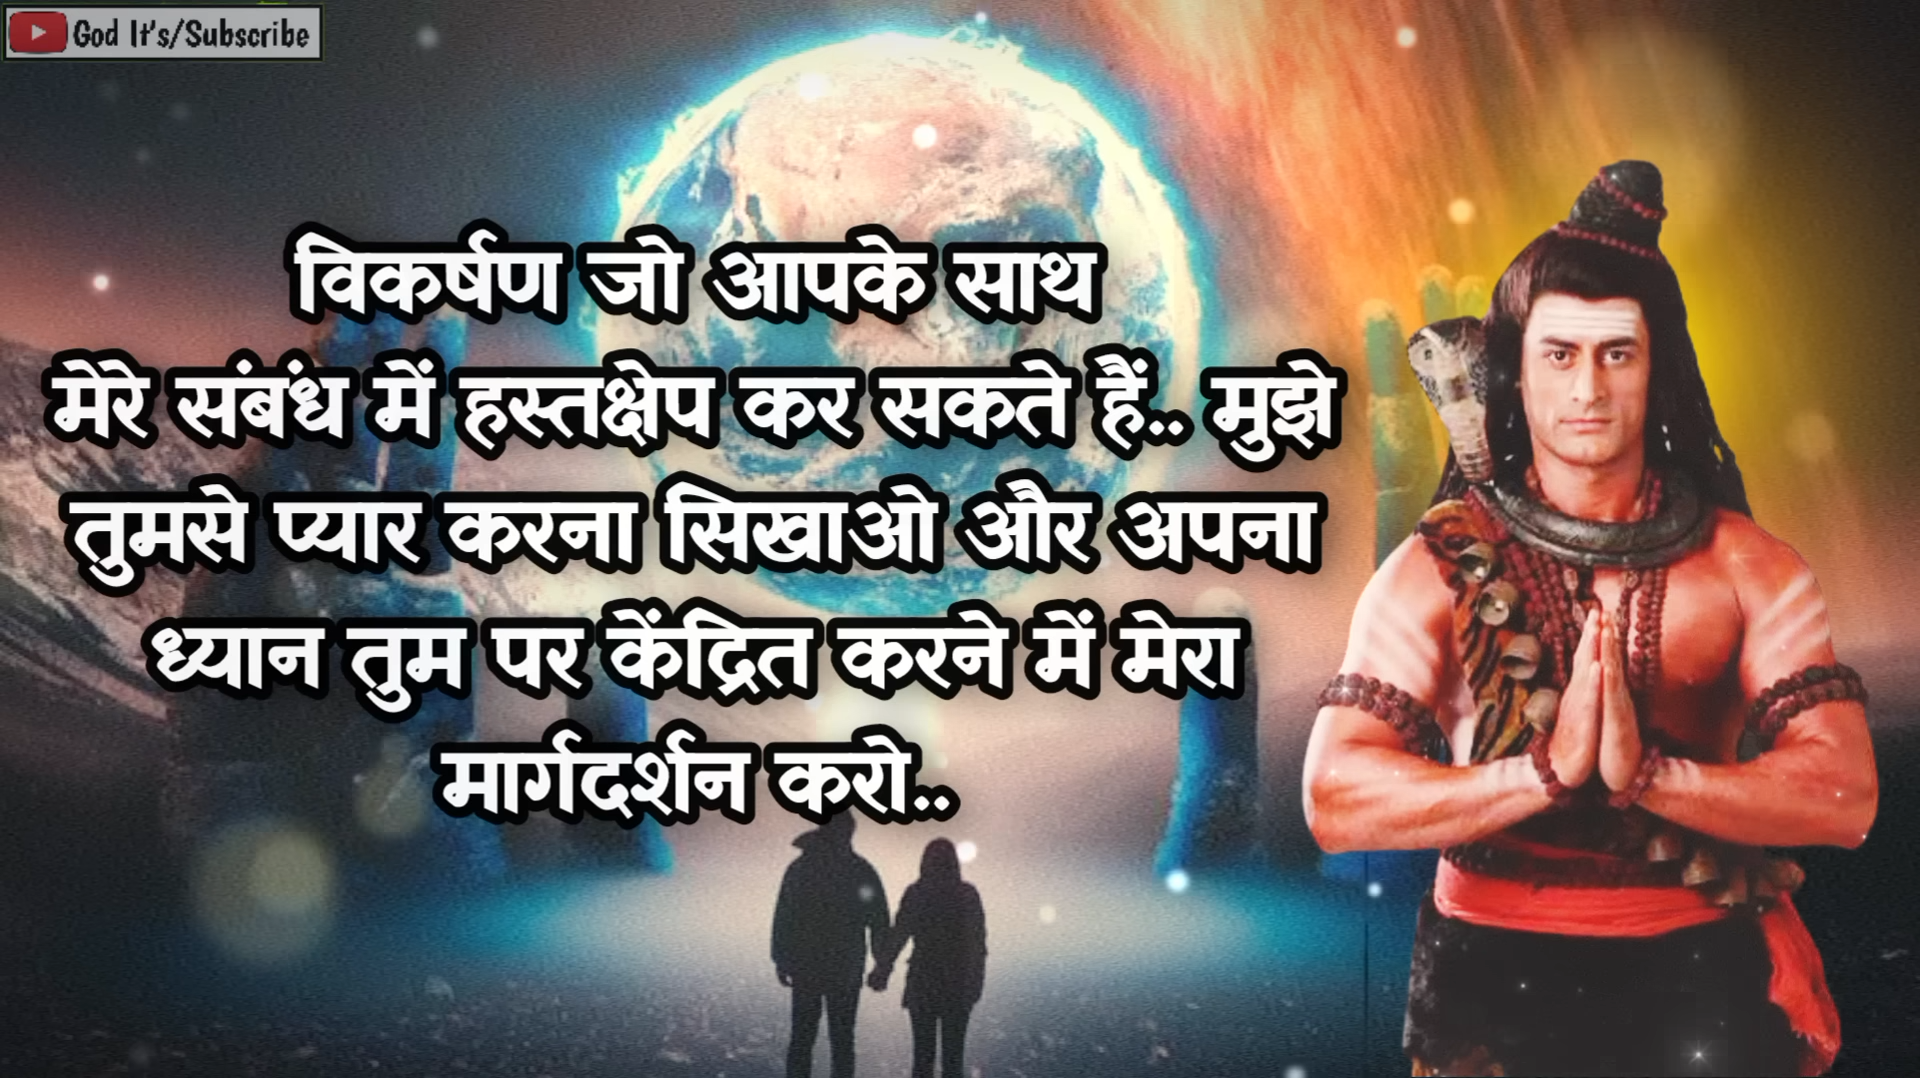 God It's/Subscribe
विकर्षण जो आपके साथ
मेरे संबंध में हस्तक्षेप कर सकते हैं.. मुझे
तुमसे प्यार करना सिखाओ और अपना
ध्यान तुम पर केंद्रित करने में मेरा
मार्गदर्शन करो..